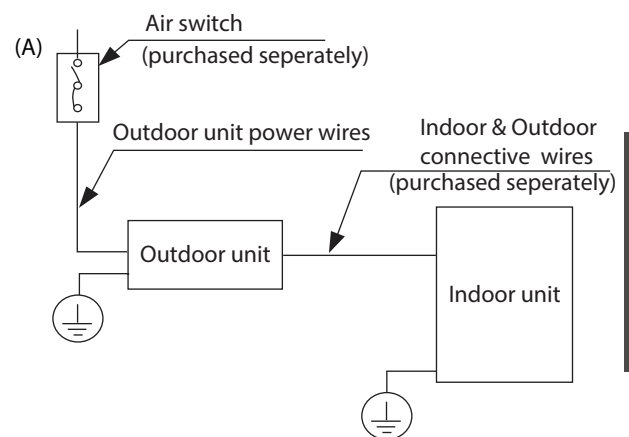 (A)
Air switch
(purchased seperately)
Outdoor unit power wires
Indoor & Outdoor
connective wires
(purchased seperately)
Outdoor unit
Indoor unit